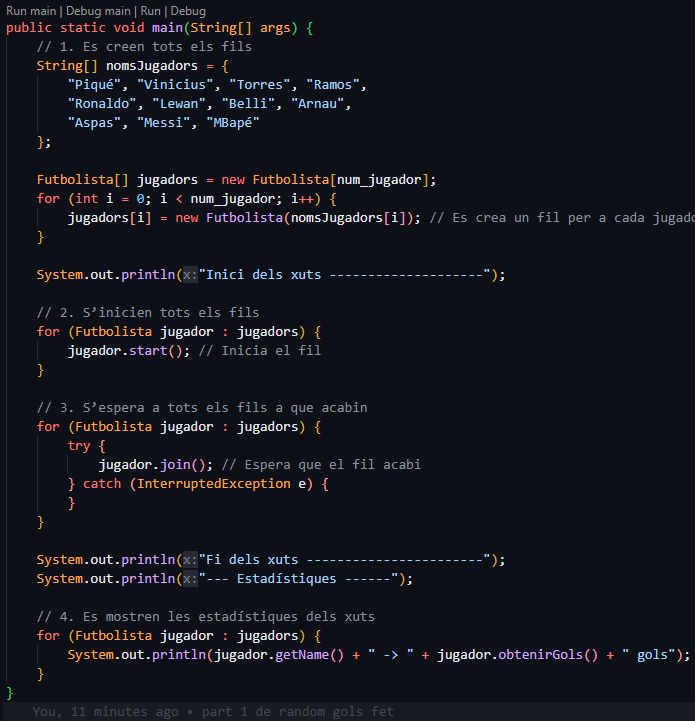 Run main | Debug main | Run | Debug
public static void main(String[] args) {
    // 1. Es creen tots els fils
    String[] nomsJugadors = {
        "Piqué", "Vinicius", "Torres", "Ramos",
        "Ronaldo", "Lewan", "Belli", "Arnau",
        "Aspas", "Messi", "MBapé"
    };
    Futbolista[] jugadors = new Futbolista[num_jugador];
    for (int i = 0; i < num_jugador; i++) {
        jugadors[i] = new Futbolista(nomsJugadors[i]); // Es crea un fil per a cada jugado
    }
    System.out.println(x:"Inici dels xuts --------------------");
    // 2. S’inicien tots els fils
    for (Futbolista jugador : jugadors) {
        jugador.start(); // Inicia el fil
    }
    // 3. S’espera a tots els fils a que acabin
    for (Futbolista jugador : jugadors) {
        try {
            jugador.join(); // Espera que el fil acabi
        } catch (InterruptedException e) {
        }
    }
    System.out.println(x:"Fi dels xuts -----------------------");
    System.out.println(x:"--- Estadístiques ------");
    // 4. Es mostren les estadístiques dels xuts
    for (Futbolista jugador : jugadors) {
        System.out.println(jugador.getName() + " -> " + jugador.obtenirGols() + " gols");
    }
}
You, 11 minutes ago • part 1 de random gols fet